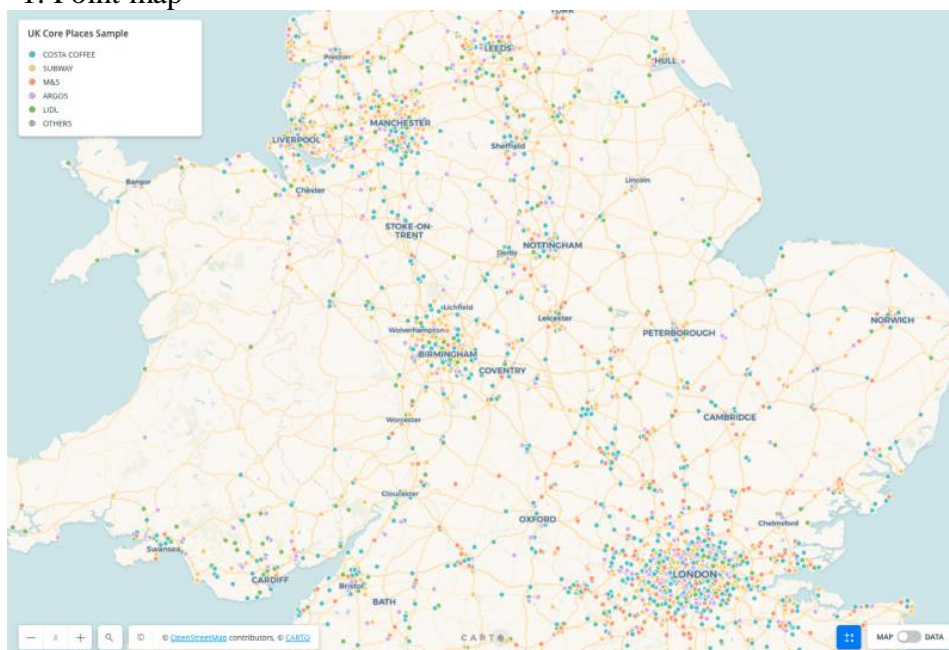 1. Point map
UK Core Places Sample
COSTA COFFEE
SUBWAY
M&S
ARGOS
LIDL
OTHERS
YORK
LEEDS
Preston
HULL
MANCHESTER
LIVERPOOL
Sheffield
Bangor
Lincoln
Chester
STOKE-ON-
TRENT
NOTTINGHAM
Derby
Lichfield
Leicester
NORWICH
Wolverhampton
PETERBOROUGH
BIRMINGHAM
COVENTRY
Worcester
CAMBRIDGE
Gloucester
OXFORD
Chelmsford
Swansea
CARDIFF
Bristol
LONDON
BATH
8
© OpenStreetMap contributors, © CARTO
CARTO
MAP DATA